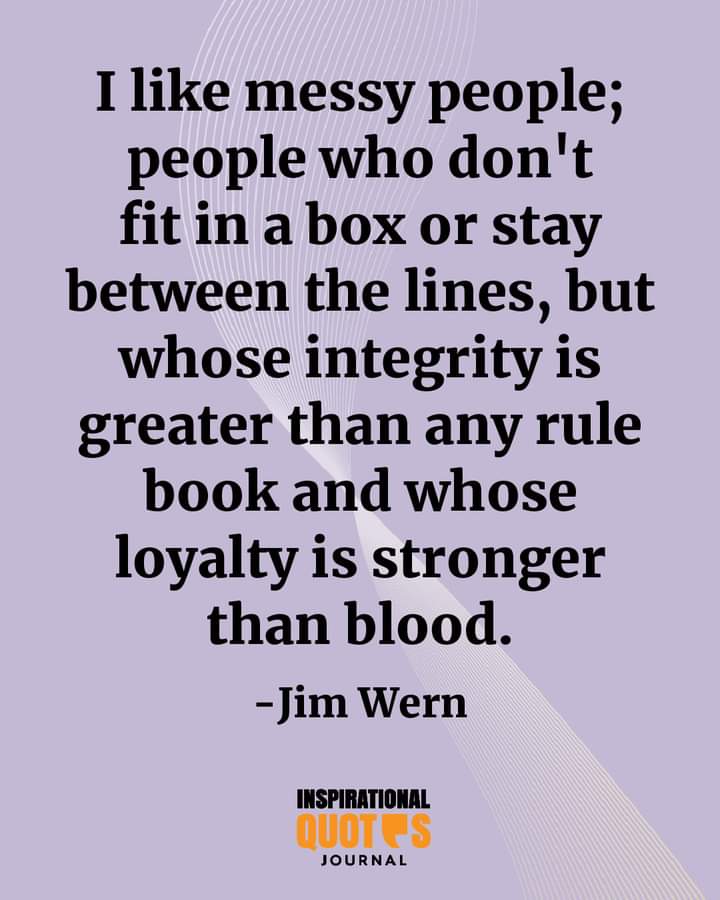 I like messy people;
people who don't
fit in a box or stay
between the lines, but
whose integrity is
greater than any rule
book and whose
loyalty is stronger
than blood.
-Jim Wern
INSPIRATIONAL
QUOTES
JOURNAL